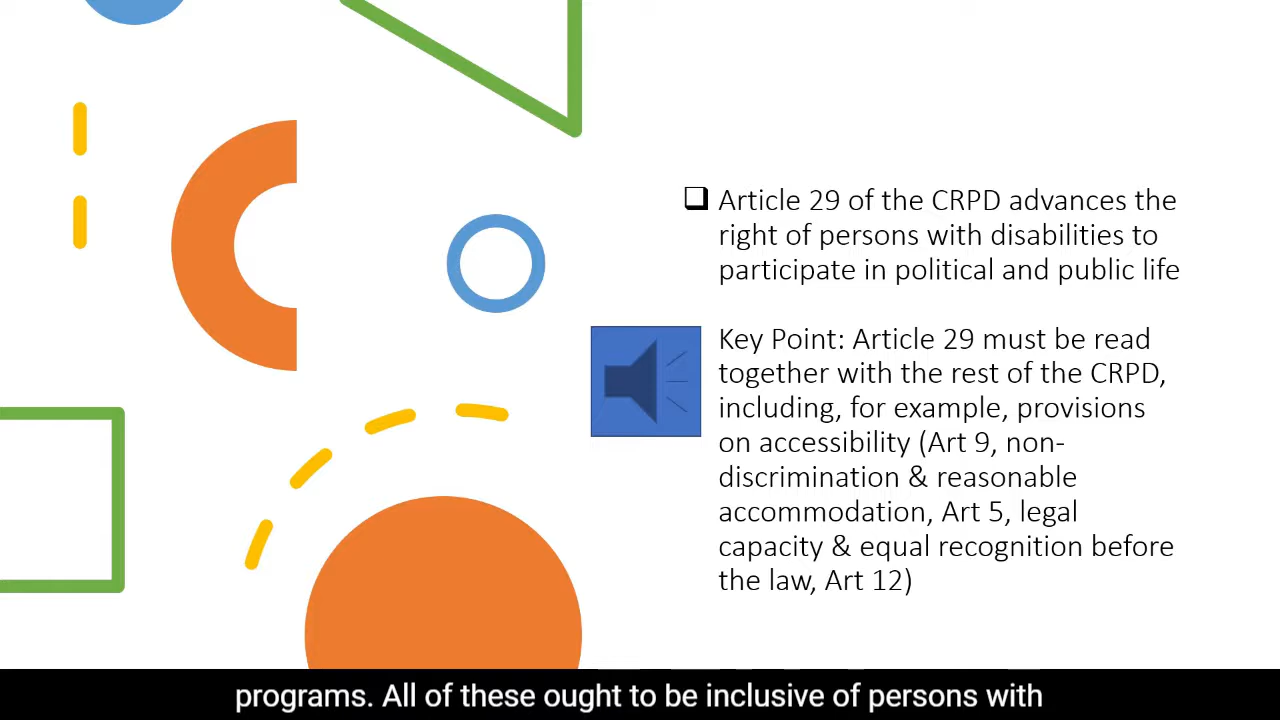 Article 29 of the CRPD advances the
right of persons with disabilities to
participate in political and public life
Key Point: Article 29 must be read
together with the rest of the CRPD,
including, for example, provisions
on accessibility (Art 9, non-
discrimination & reasonable
accommodation, Art 5, legal
capacity & equal recognition before
the law, Art 12)
programs. All of these ought to be inclusive of persons with